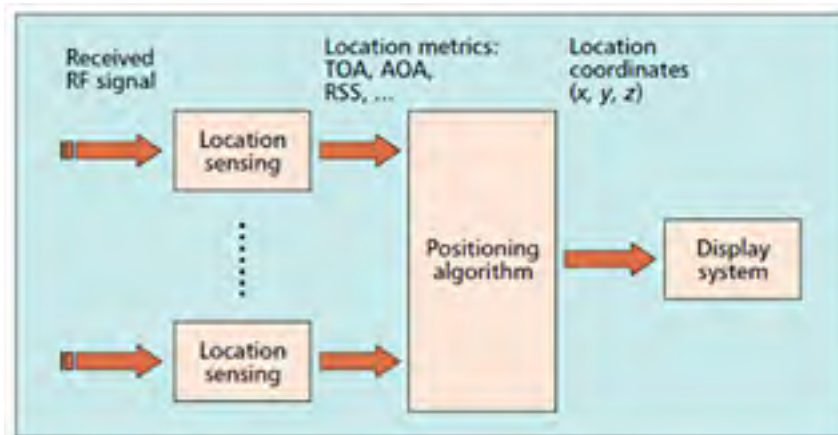 Received
RF signal
Location metrics:
TOA, AOA,
RSS, ...
Location
coordinates
(x, y, z)
Location
sensing
Positioning
algorithm
Display
system
Location
sensing